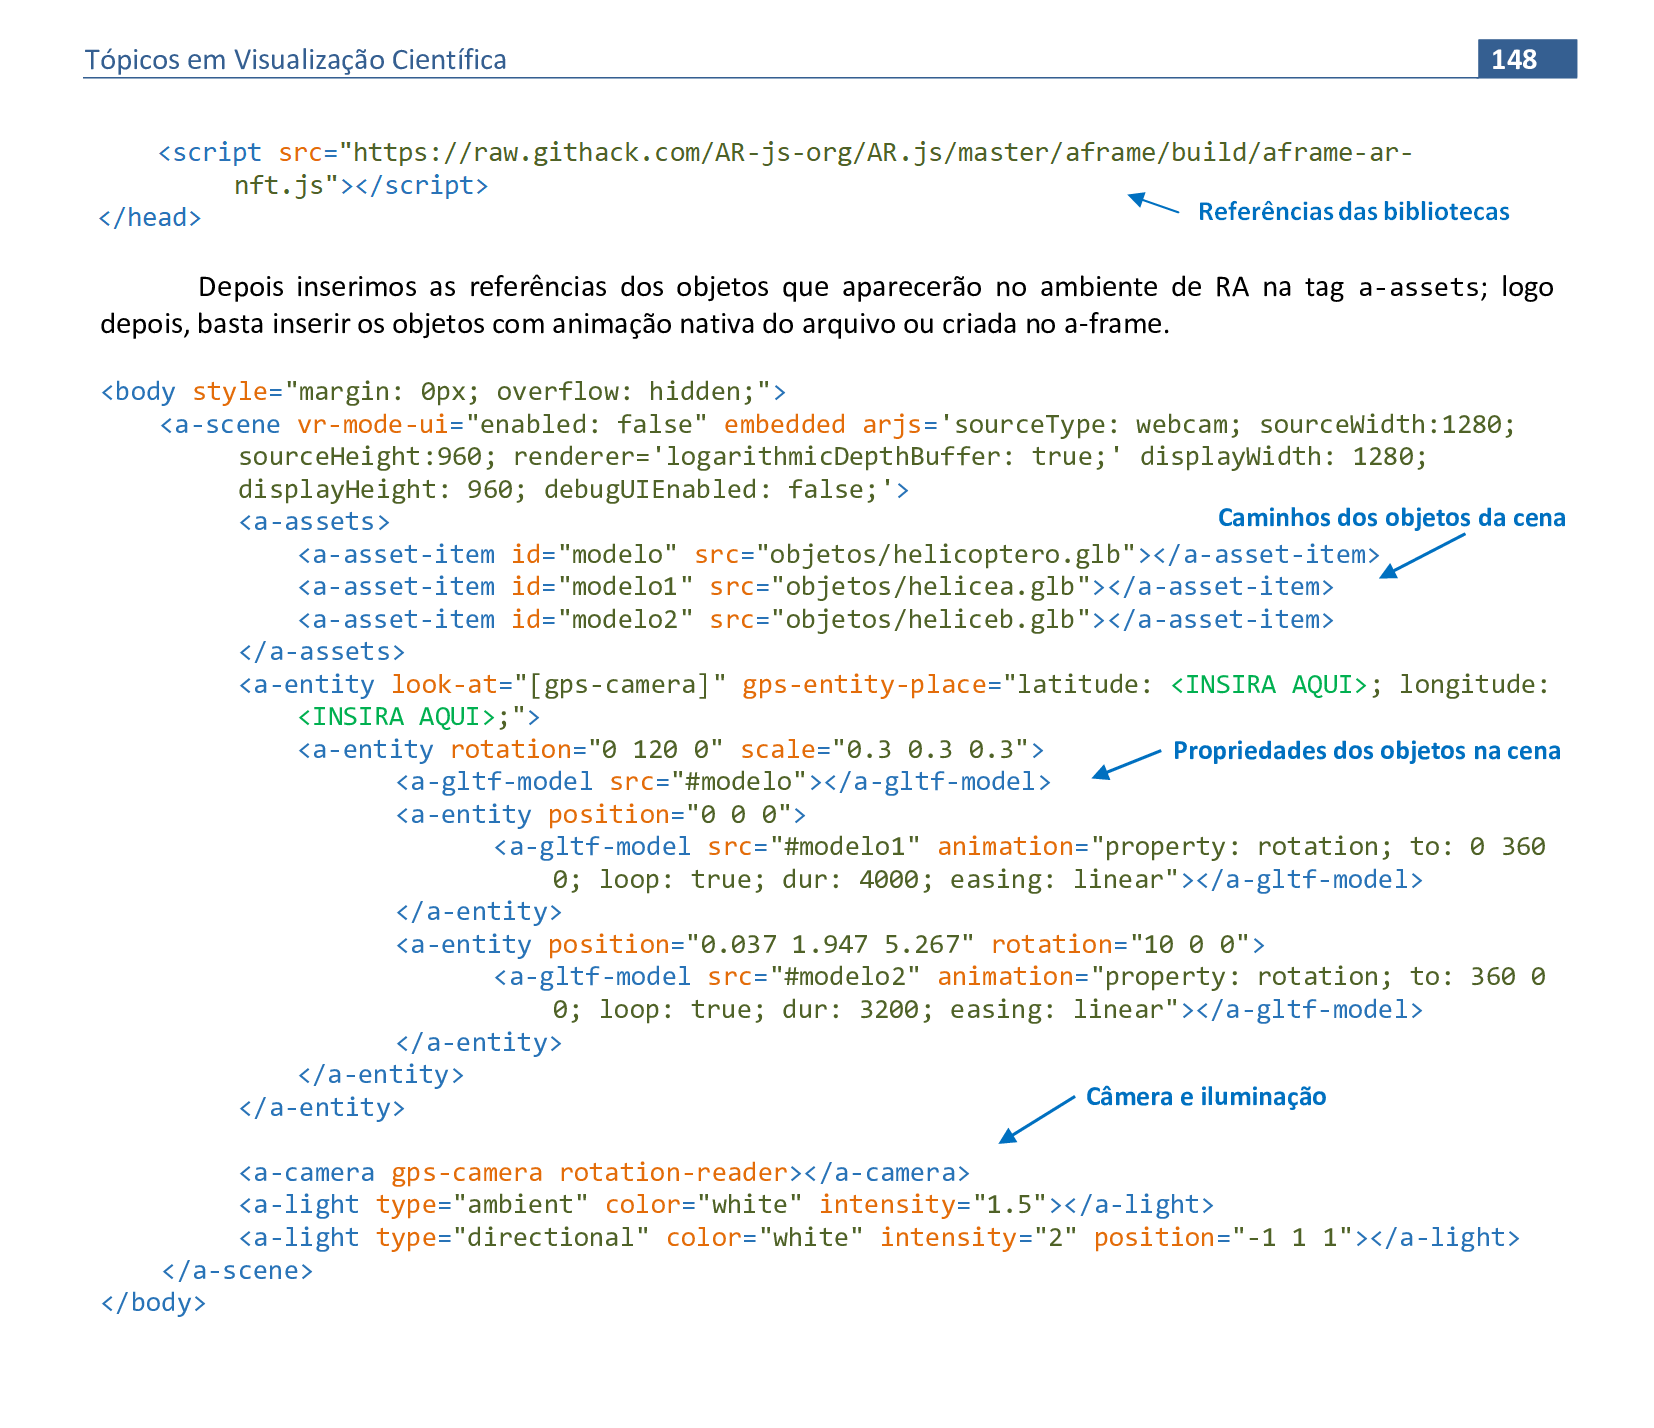 Tópicos em Visualização Científica 148
<script src="https://raw.githack.com/AR-js-org/AR.js/master/aframe/build/aframe-ar-
nft.js"></script>
Referências das bibliotecas
</head>
Depois inserimos as referências dos objetos que aparecerão no ambiente de RA na tag a-assets; logo
depois, basta inserir os objetos com animação nativa do arquivo ou criada no a-frame.
<body style="margin: 0px; overflow: hidden;">
<a-scene vr-mode-ui="enabled: false" embedded arjs='sourceType: webcam; sourceWidth:1280;
sourceHeight:960; renderer='logarithmicDepthBuffer: true;' displayWidth: 1280;
displayHeight: 960; debugUIEnabled: false;'>
<a-assets>
Caminhos dos objetos da cena
<a-asset-item id="modelo" src="objetos/helicoptero.glb"></a-asset-item>
<a-asset-item id="modelo1" src="objetos/helicea.glb"></a-asset-item>
<a-asset-item id="modelo2" src="objetos/heliceb.glb"></a-asset-item>
</a-assets>
<a-entity look-at="[gps-camera]" gps-entity-place="latitude: <INSIRA AQUI>; longitude:
<INSIRA AQUI>;">
<a-entity rotation="0 120 0" scale="0.3 0.3 0.3">
Propriedades dos objetos na cena
<a-gltf-model src="#modelo"></a-gltf-model>
<a-entity position="0 0 0">
<a-gltf-model src="#modelo1" animation="property: rotation; to: 0 360
0; loop: true; dur: 4000; easing: linear"></a-gltf-model>
</a-entity>
<a-entity position="0.037 1.947 5.267" rotation="10 0 0">
<a-gltf-model src="#modelo2" animation="property: rotation; to: 360 0
0; loop: true; dur: 3200; easing: linear"></a-gltf-model>
</a-entity>
</a-entity>
</a-entity>
Câmera e iluminação
<a-camera gps-camera rotation-reader></a-camera>
<a-light type="ambient" color="white" intensity="1.5"></a-light>
<a-light type="directional" color="white" intensity="2" position="-1 1 1"></a-light>
</a-scene>
</body>